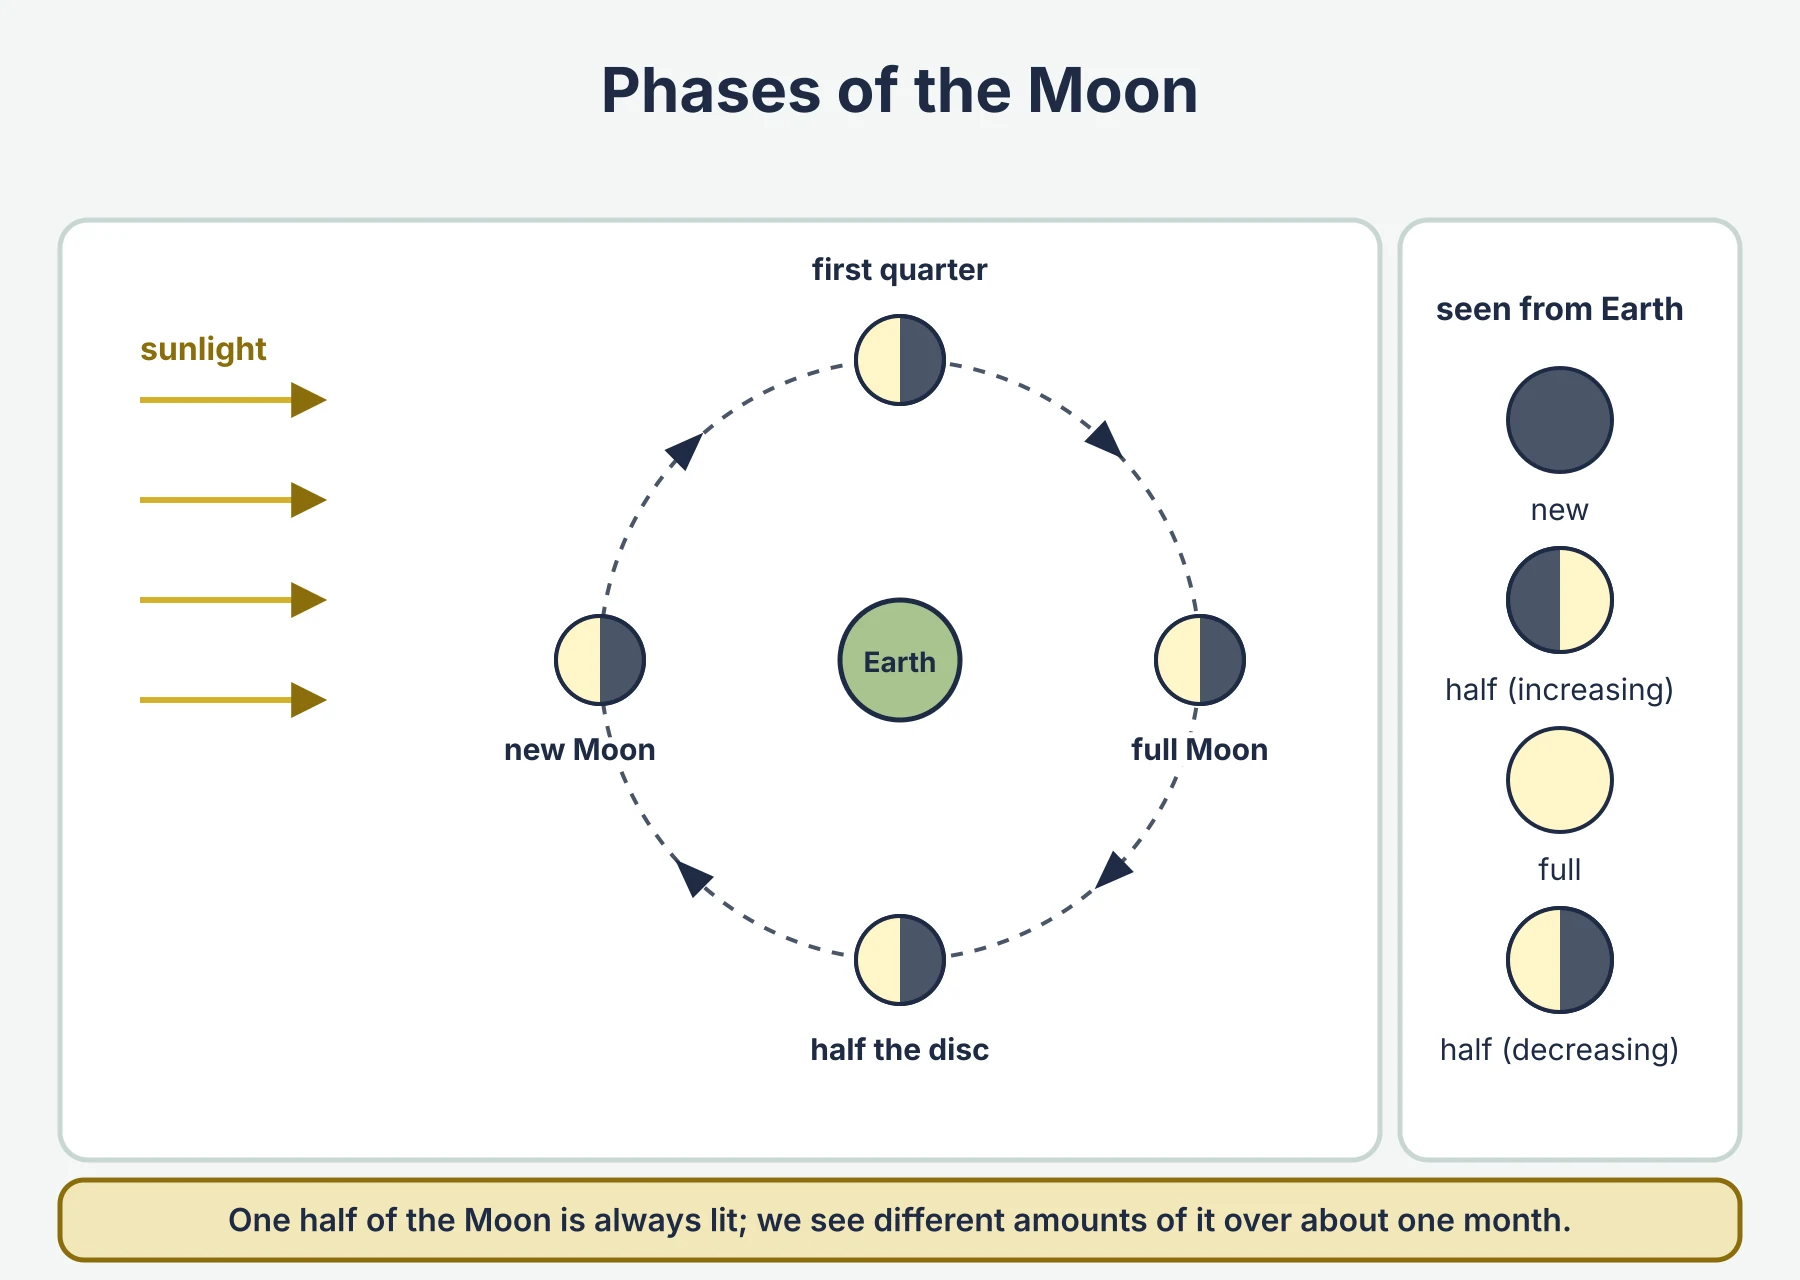 Phases of the Moon
first quarter
sunlight
Earth
new Moon
full Moon
half the disc
seen from Earth
new
half (increasing)
full
half (decreasing)
One half of the Moon is always lit; we see different amounts of it over about one month.